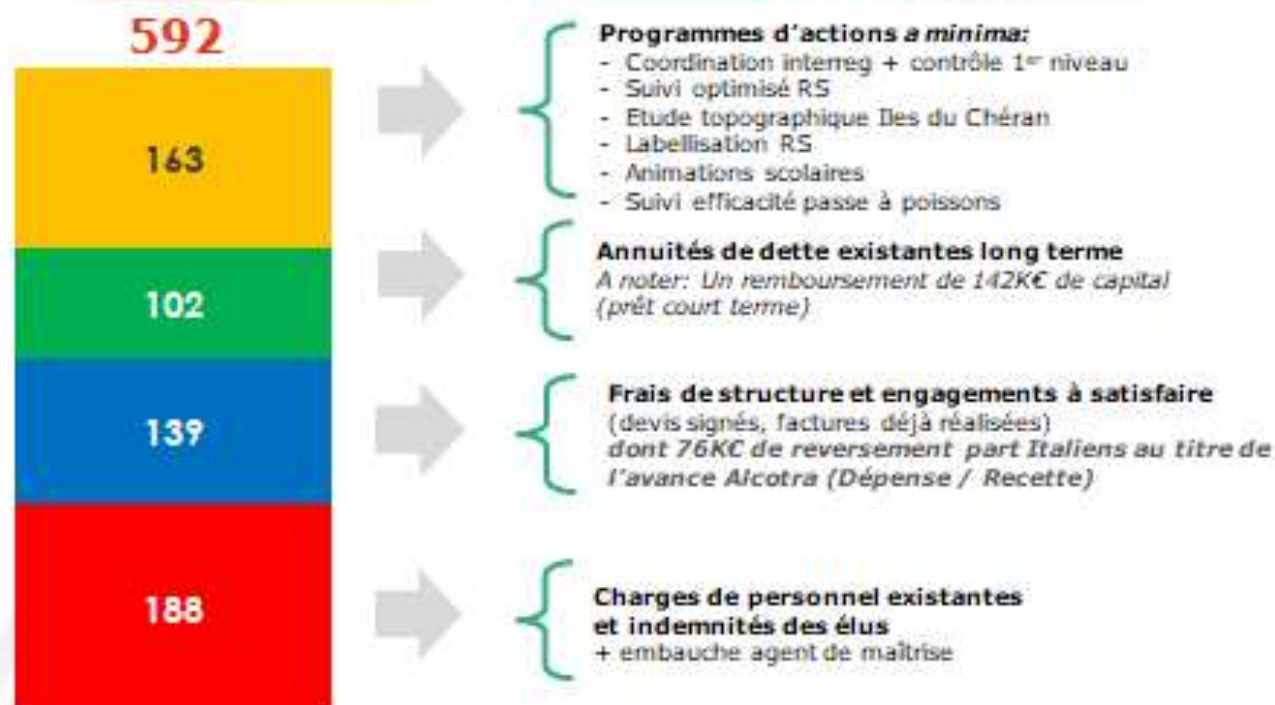 592
163
Programmes d'actions a minima:
- Coordination interreg + contrôle 1er niveau
- Suivi optimisé RS
- Etude topographique Iles du Chéran
- Labellisation RS
- Animations scolaires
- Suivi efficacité passe à poissons
102
Annuités de dette existantes long terme
A noter: Un remboursement de 142K€ de capital
(prêt court terme)
139
Frais de structure et engagements à satisfaire
(devis signés, factures déjà réalisées)
dont 76K€ de reversement part Italiens au titre de
l'avance Alcotra (Dépense / Recette)
188
Charges de personnel existantes
et indemnités des élus
+ embauche agent de maîtrise